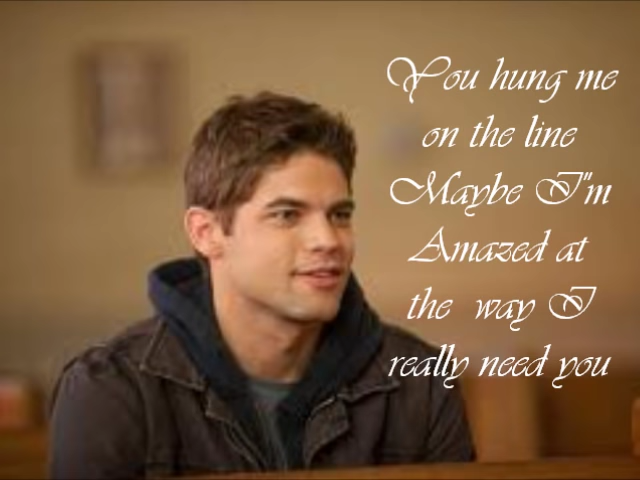 You hung me
on the line
Maybe I"m
Amazed at
the way I
really need you